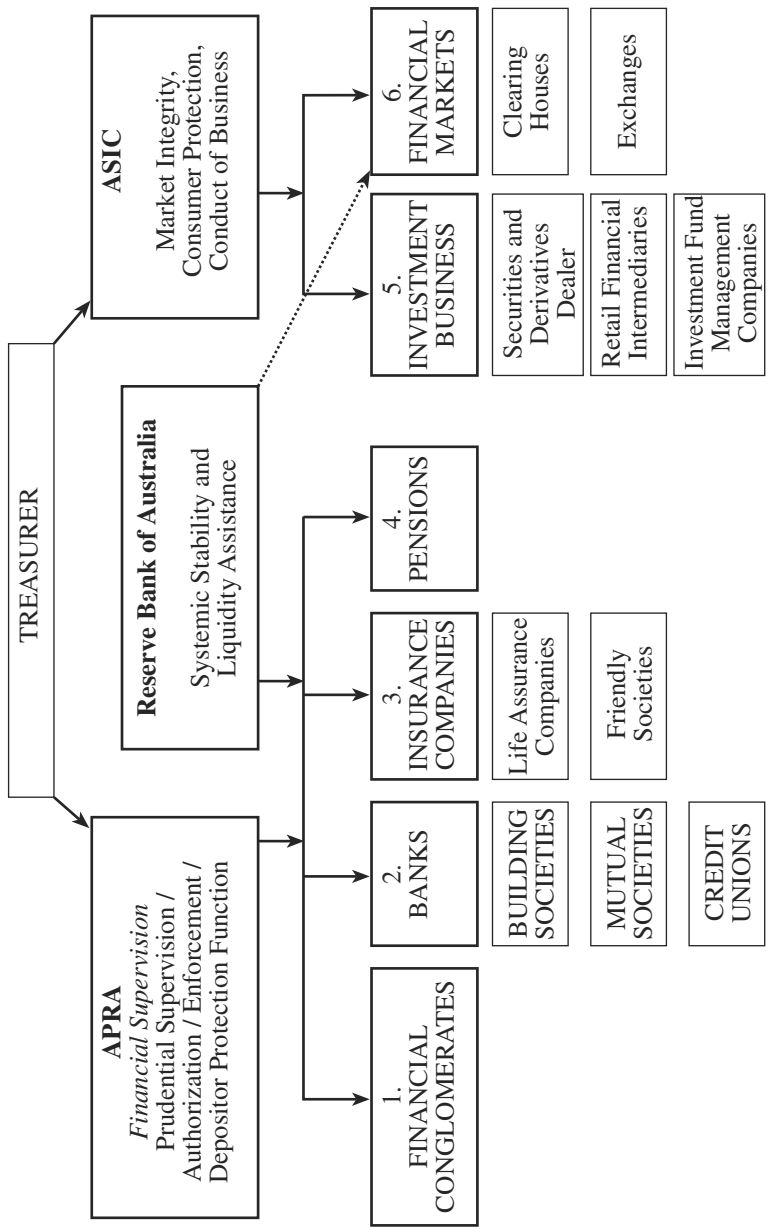 TREASURER
APRA
Financial Supervision
Prudential Supervision /
Authorization / Enforcement /
Depositor Protection Function
Reserve Bank of Australia
Systemic Stability and
Liquidity Assistance
ASIC
Market Integrity,
Consumer Protection,
Conduct of Business
1.
FINANCIAL
CONGLOMERATES
2.
BANKS
BUILDING
SOCIETIES
MUTUAL
SOCIETIES
CREDIT
UNIONS
3.
INSURANCE
COMPANIES
Life Assurance
Companies
Friendly
Societies
4.
PENSIONS
5.
INVESTMENT
BUSINESS
Securities and
Derivatives
Dealer
Retail Financial
Intermediaries
Investment Fund
Management
Companies
6.
FINANCIAL
MARKETS
Clearing
Houses
Exchanges